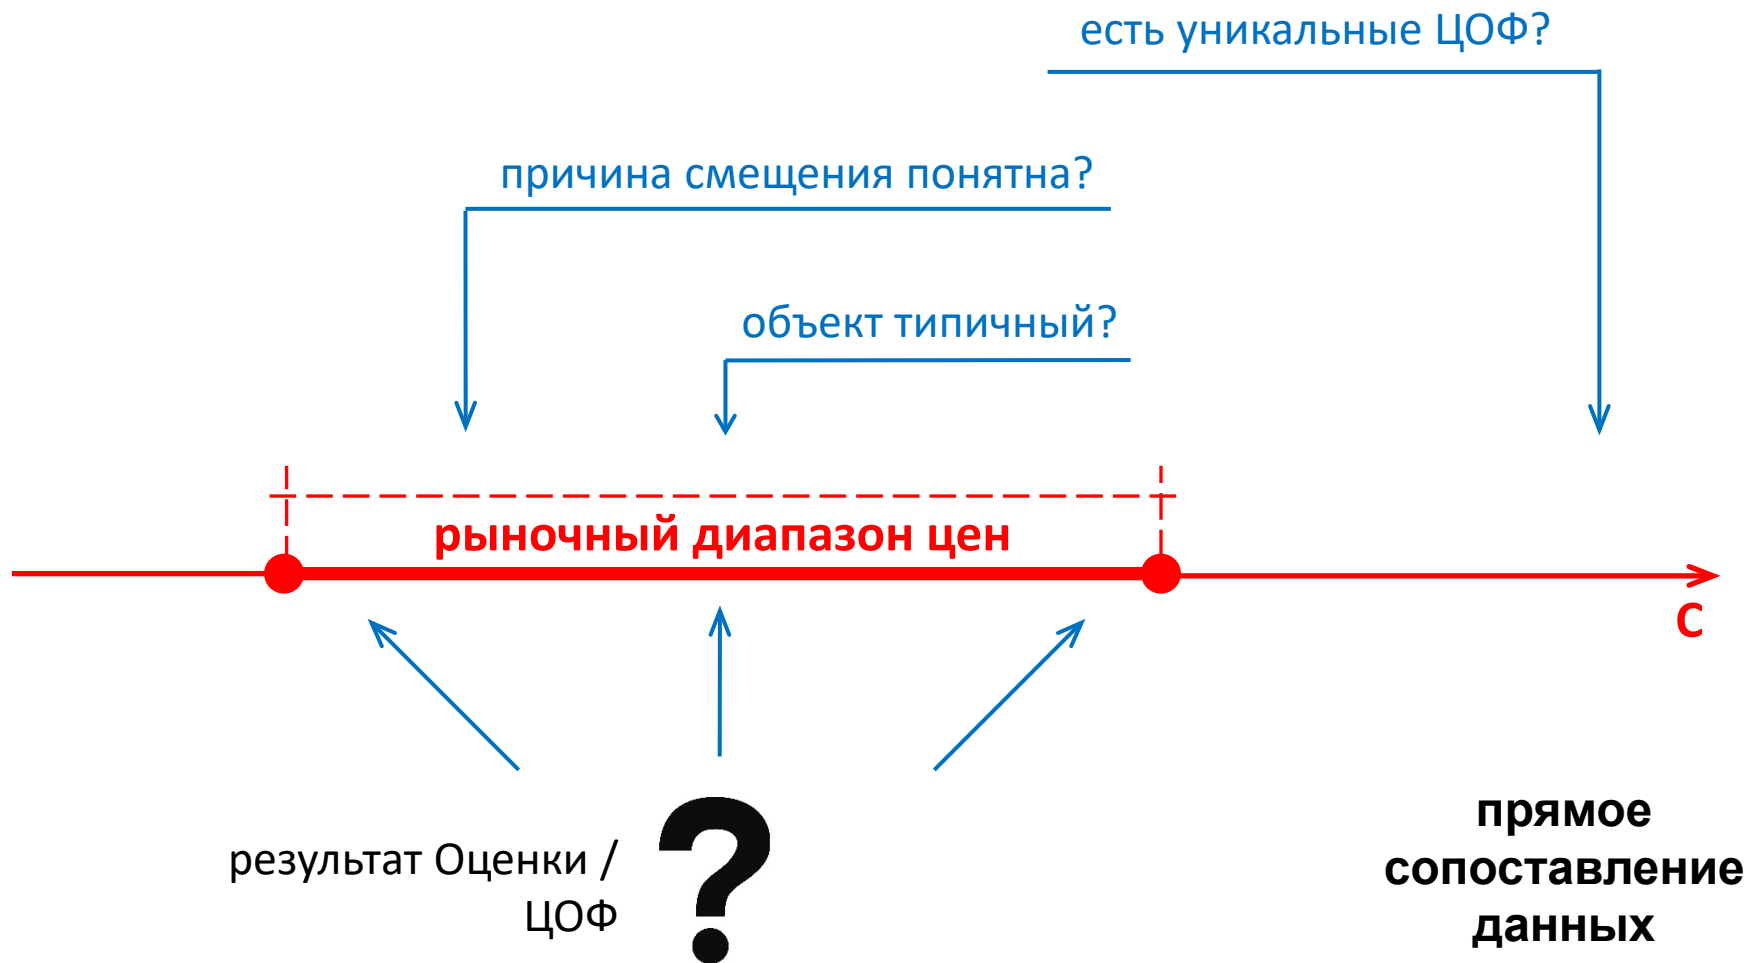 есть уникальные ЦОФ?
причина смещения понятна?
объект типичный?
рыночный диапазон цен
С
результат Оценки /
ЦОФ
?
прямое
сопоставление
данных